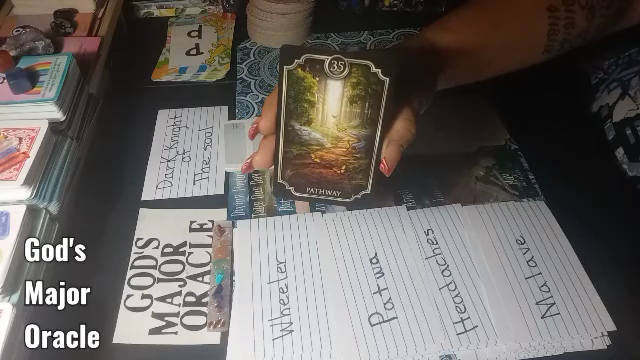 d
d
35
PATHWAY
Dark Knight
of
The Soul
GOD'S
MAJOR
ORACLE
Wheeler
Patwa
Headaches
Malave
God's
Major
Oracle